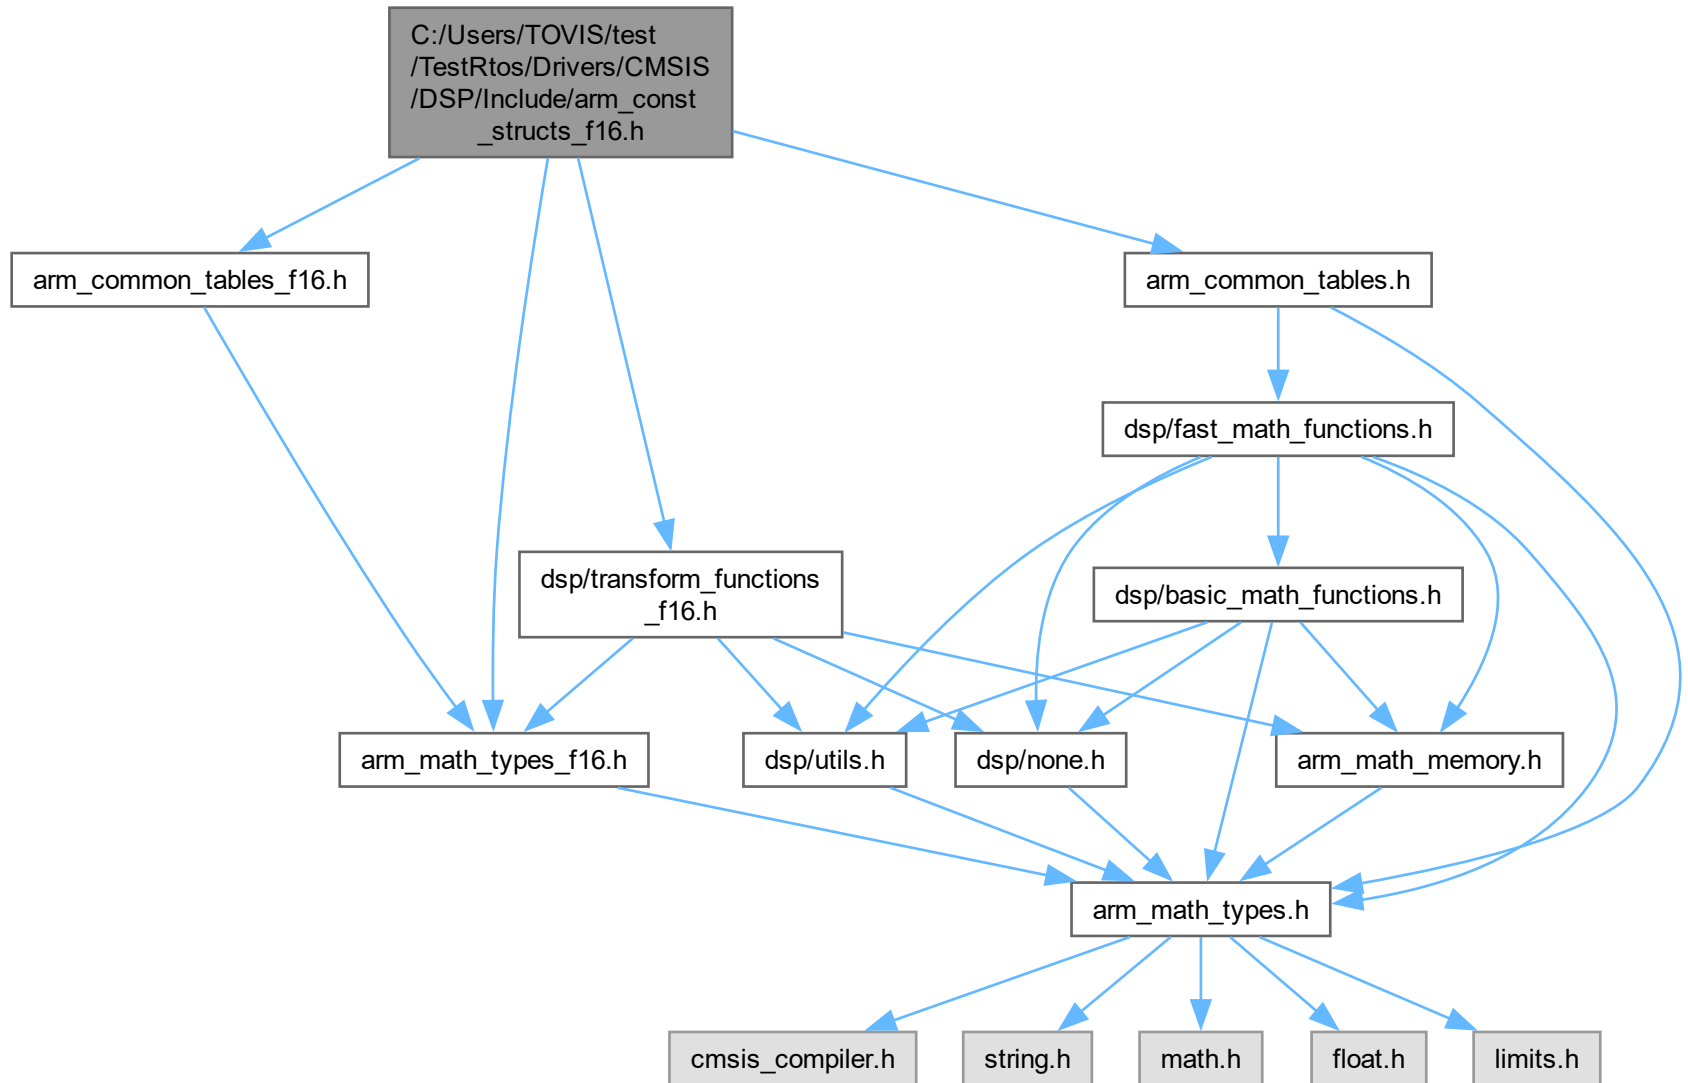 C:/Users/TOVIS/test
/TestRtos/Drivers/CMSIS
/DSP/Include/arm_const
_structs_f16.h
arm_common_tables_f16.h
arm_common_tables.h
dsp/fast_math_functions.h
dsp/transform_functions
_f16.h
dsp/basic_math_functions.h
arm_math_types_f16.h
dsp/utils.h
dsp/none.h
arm_math_memory.h
arm_math_types.h
cmsis_compiler.h
string.h
math.h
float.h
limits.h